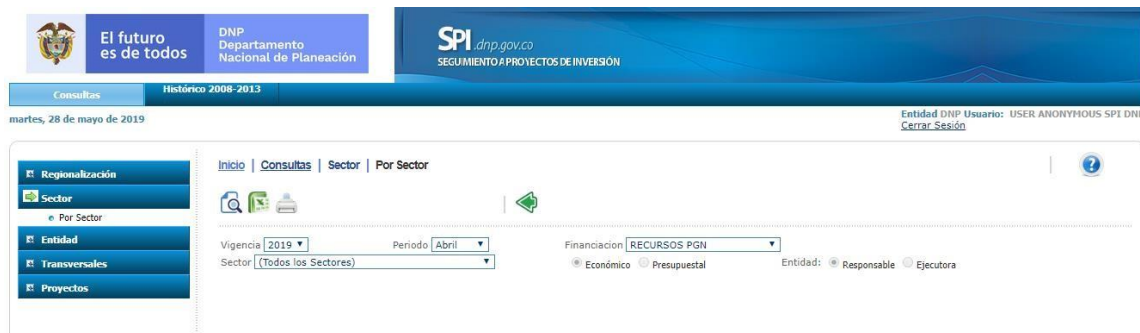 El futuro
es de todos
DNP
Departamento
Nacional de Planeación
SPI.dnp.gov.co
SEGUIMIENTO A PROYECTOS DE INVERSIÓN
Consultas
Histórico 2008-2013
martes, 28 de mayo de 2019
Entidad DNP Usuario: USER ANONYMOUS SPI DNP
Cerrar Sesión
Regionalización
Sector
Por Sector
Entidad
Transversales
Proyectos
Inicio | Consultas | Sector | Por Sector
Vigencia 2019 Periodo Abril Financiacion RECURSOS PGN
Sector (Todos los Sectores) Económico Presupuestal Entidad: Responsable Ejecutora